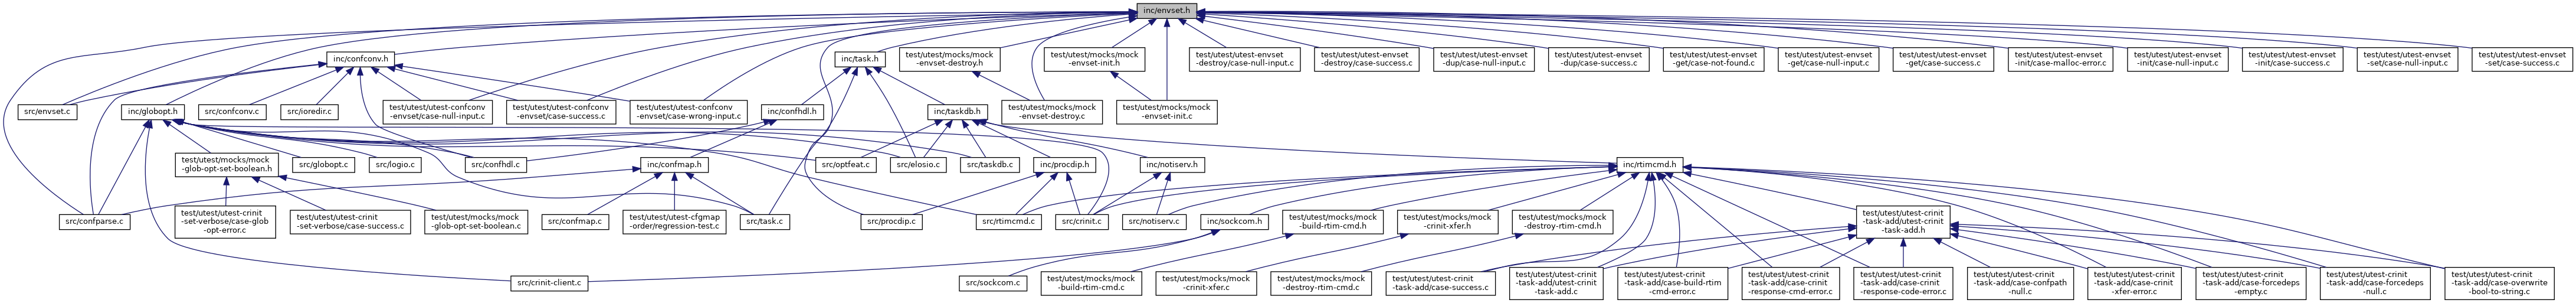 inc/envset.h
inc/confconv.h
inc/task.h
test/utest/mocks/mock
-envset-destroy.h
test/utest/mocks/mock
-envset-init.h
test/utest/utest-envset
-destroy/case-null-input.c
test/utest/utest-envset
-destroy/case-success.c
test/utest/utest-envset
-dup/case-null-input.c
test/utest/utest-envset
-dup/case-success.c
test/utest/utest-envset
-get/case-not-found.c
test/utest/utest-envset
-get/case-null-input.c
test/utest/utest-envset
-get/case-success.c
test/utest/utest-envset
-init/case-malloc-error.c
test/utest/utest-envset
-init/case-null-input.c
test/utest/utest-envset
-init/case-success.c
test/utest/utest-envset
-set/case-null-input.c
test/utest/utest-envset
-set/case-success.c
src/envset.c
inc/globopt.h
src/confconv.c
src/ioredir.c
test/utest/utest-confconv
-envset/case-null-input.c
test/utest/utest-confconv
-envset/case-success.c
test/utest/utest-confconv
-envset/case-wrong-input.c
inc/confhdl.h
inc/taskdb.h
test/utest/mocks/mock
-envset-destroy.c
test/utest/mocks/mock
-envset-init.c
test/utest/mocks/mock
-glob-opt-set-boolean.h
src/globopt.c
src/logio.c
src/confhdl.c
inc/confmap.h
src/optfeat.c
src/elosio.c
src/taskdb.c
inc/procdip.h
inc/notiserv.h
inc/rtimcmd.h
src/confparse.c
test/utest/utest-crinit
-set-verbose/case-glob
-opt-error.c
test/utest/utest-crinit
-set-verbose/case-success.c
test/utest/mocks/mock
-glob-opt-set-boolean.c
src/confmap.c
test/utest/utest-cfgmap
-order/regression-test.c
src/task.c
src/procdip.c
src/rtimcmd.c
src/crinit.c
src/notiserv.c
inc/sockcom.h
test/utest/mocks/mock
-build-rtim-cmd.h
test/utest/mocks/mock
-crinit-xfer.h
test/utest/mocks/mock
-destroy-rtim-cmd.h
test/utest/utest-crinit
-task-add/utest-crinit
-task-add.h
src/crinit-client.c
src/sockcom.c
test/utest/mocks/mock
-build-rtim-cmd.c
test/utest/mocks/mock
-crinit-xfer.c
test/utest/mocks/mock
-destroy-rtim-cmd.c
test/utest/utest-crinit
-task-add/case-success.c
test/utest/utest-crinit
-task-add/utest-crinit
-task-add.c
test/utest/utest-crinit
-task-add/case-build-rtim
-cmd-error.c
test/utest/utest-crinit
-task-add/case-crinit
-response-cmd-error.c
test/utest/utest-crinit
-task-add/case-crinit
-response-code-error.c
test/utest/utest-crinit
-task-add/case-confpath
-null.c
test/utest/utest-crinit
-task-add/case-crinit
-xfer-error.c
test/utest/utest-crinit
-task-add/case-forcedeps
-empty.c
test/utest/utest-crinit
-task-add/case-forcedeps
-null.c
test/utest/utest-crinit
-task-add/case-overwrite
-bool-to-string.c